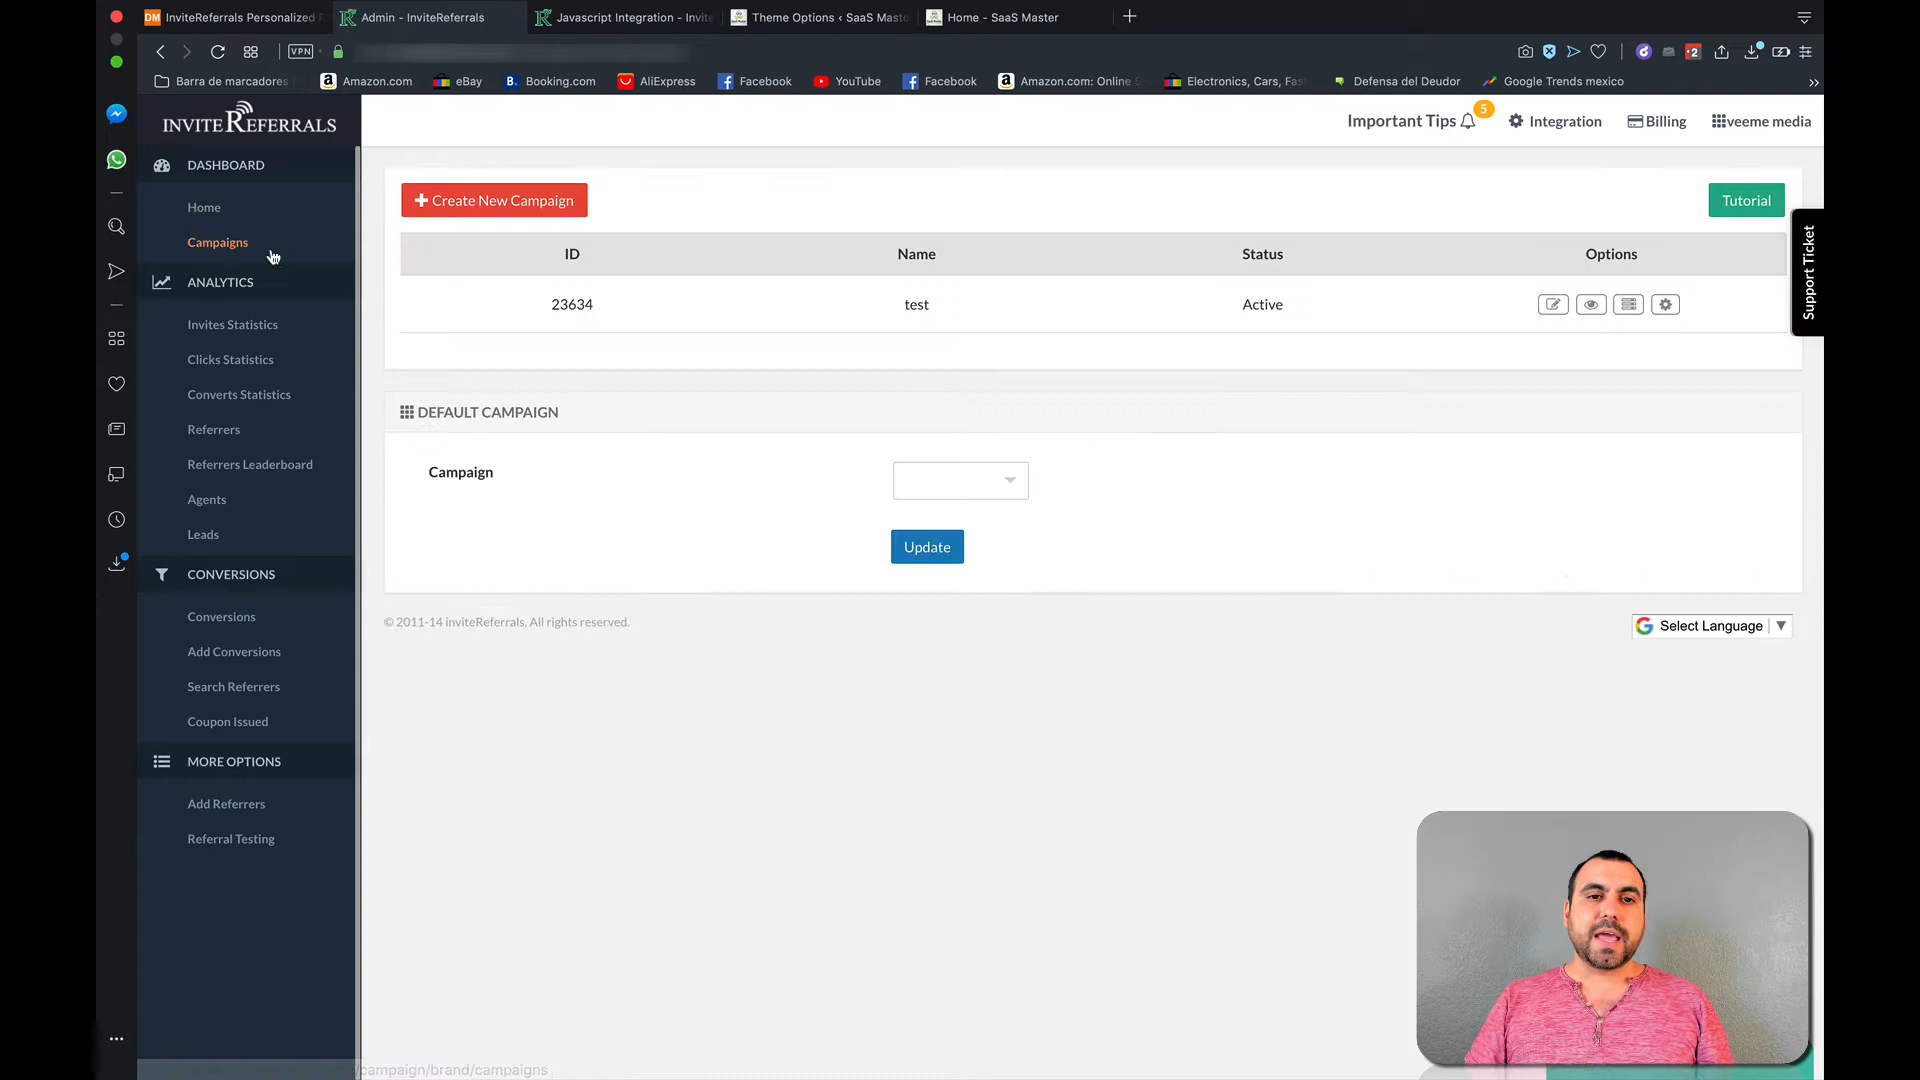 InviteReferrals Personalized
Admin - InviteReferrals
Javascript Integration - Invite
Theme Options ‹ SaaS Maste
Home - SaaS Master
VPN
2
Barra de marcadores
Amazon.com
eBay
Booking.com
AliExpress
Facebook
YouTube
Facebook
Amazon.com: Online
Electronics, Cars, Fas
Defensa del Deudor
Google Trends mexico
INVITEREFERRALS
Important Tips
5
Integration
Billing
veeme media
DASHBOARD
Home
Campaigns
ANALYTICS
Invites Statistics
Clicks Statistics
Converts Statistics
Referrers
Referrers Leaderboard
Agents
Leads
CONVERSIONS
Conversions
Add Conversions
Search Referrers
Coupon Issued
MORE OPTIONS
Add Referrers
Referral Testing
Create New Campaign
Tutorial
ID Name Status Options
23634 test Active
Support Ticket
DEFAULT CAMPAIGN
Campaign
Update
© 2011-14 inviteReferrals. All rights reserved.
Select Language
/campaign/brand/campaigns